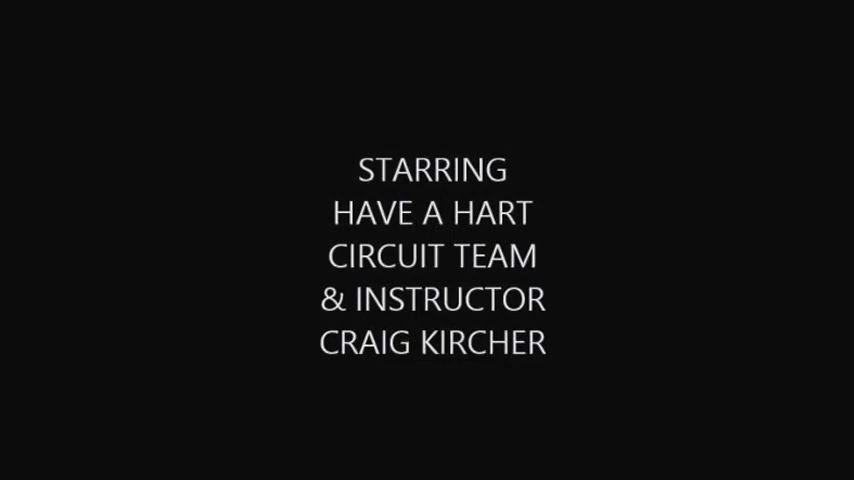 STARRING
HAVE A HART
CIRCUIT TEAM
& INSTRUCTOR
CRAIG KIRCHER